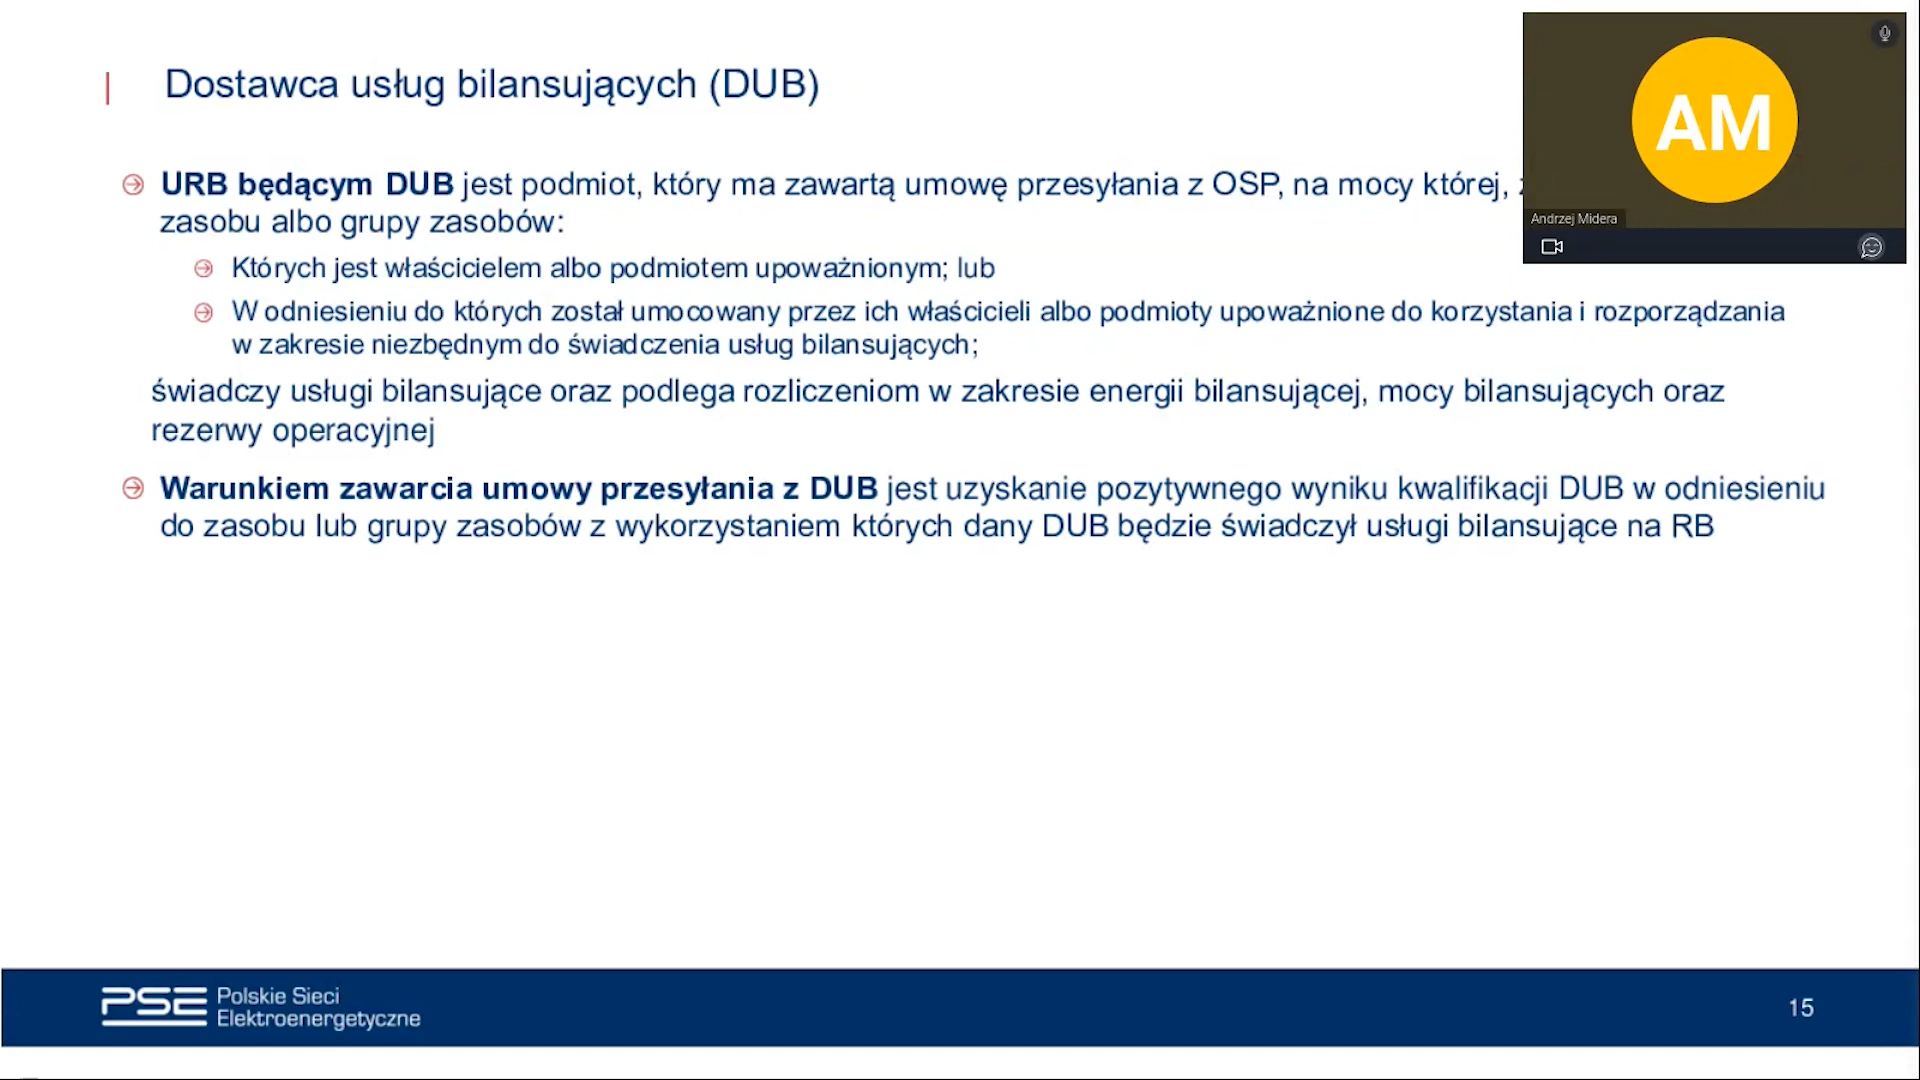 Dostawca usług bilansujących (DUB)
AM
Andrzej Midera
URB będącym DUB jest podmiot, który ma zawartą umowę przesyłania z OSP, na mocy której,
zasobu albo grupy zasobów:
Których jest właścicielem albo podmiotem upoważnionym; lub
W odniesieniu do których został umocowany przez ich właścicieli albo podmioty upoważnione do korzystania i rozporządzania
w zakresie niezbędnym do świadczenia usług bilansujących;
świadczy usługi bilansujące oraz podlega rozliczeniom w zakresie energii bilansującej, mocy bilansujących oraz
rezerwy operacyjnej
Warunkiem zawarcia umowy przesyłania z DUB jest uzyskanie pozytywnego wyniku kwalifikacji DUB w odniesieniu
do zasobu lub grupy zasobów z wykorzystaniem których dany DUB będzie świadczył usługi bilansujące na RB
PSE Polskie Sieci
Elektroenergetyczne
15